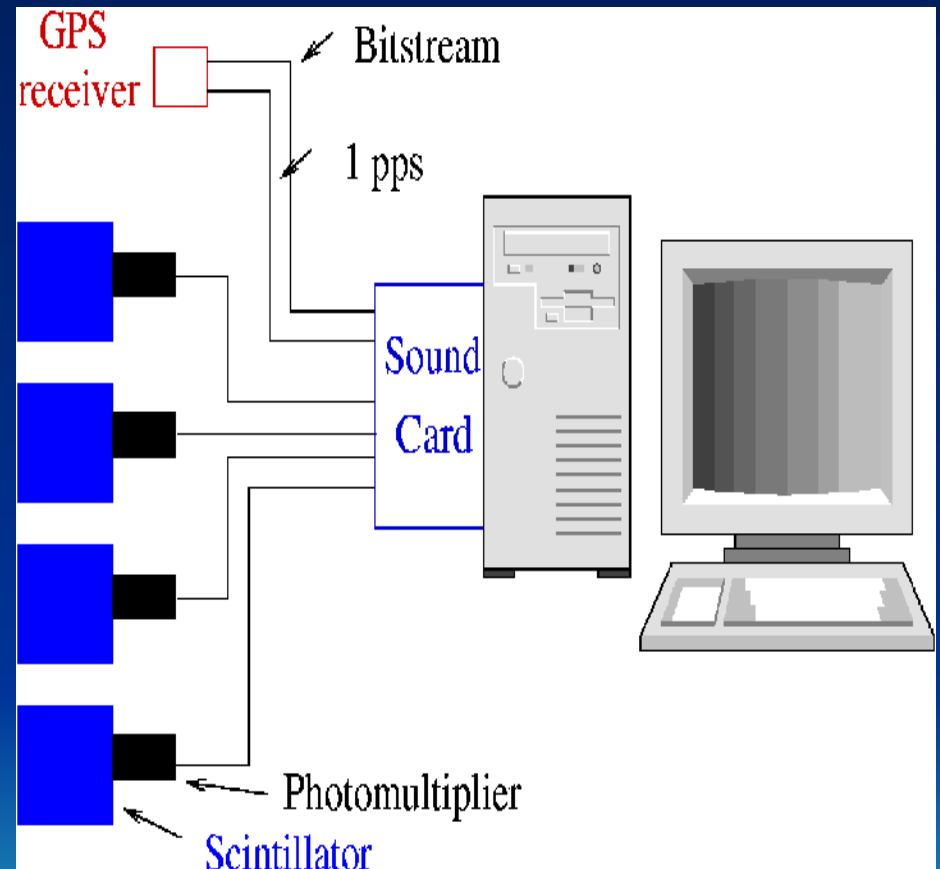 GPS
receiver
Bitstream
1 pps
Sound
Card
Photomultiplier
Scintillator